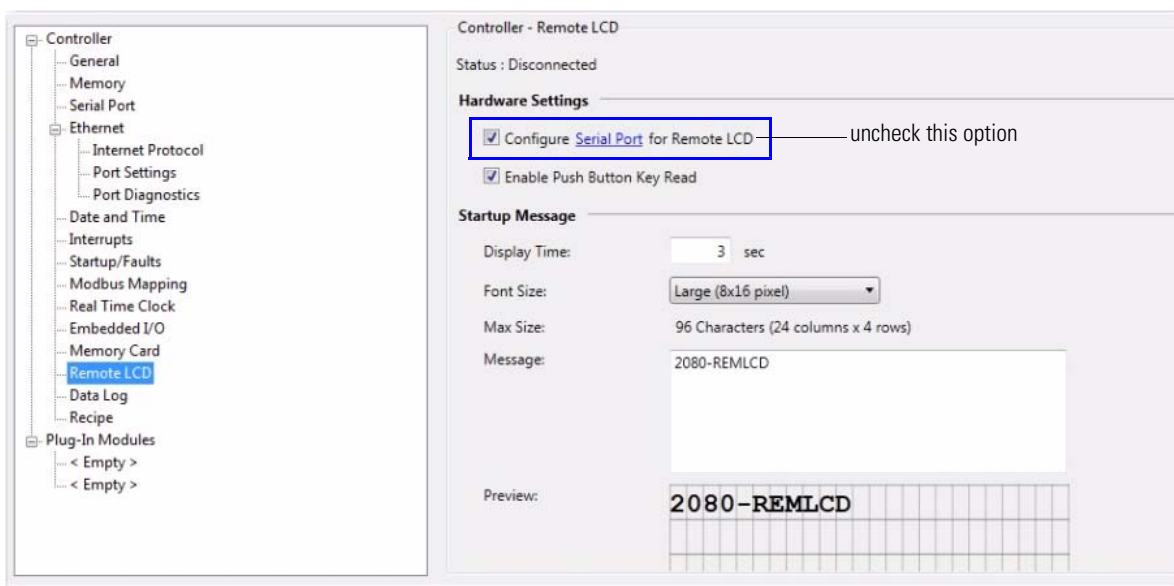 Controller
General
Memory
Serial Port
Ethernet
Internet Protocol
Port Settings
Port Diagnostics
Date and Time
Interrupts
Startup/Faults
Modbus Mapping
Real Time Clock
Embedded I/O
Memory Card
Remote LCD
Data Log
Recipe
Plug-In Modules
< Empty >
< Empty >
Controller - Remote LCD
Status : Disconnected
Hardware Settings
Configure Serial Port for Remote LCD
uncheck this option
Enable Push Button Key Read
Startup Message
Display Time: 3 sec
Font Size: Large (8x16 pixel)
Max Size: 96 Characters (24 columns x 4 rows)
Message: 2080-REMLCD
Preview: 2080-REMLCD